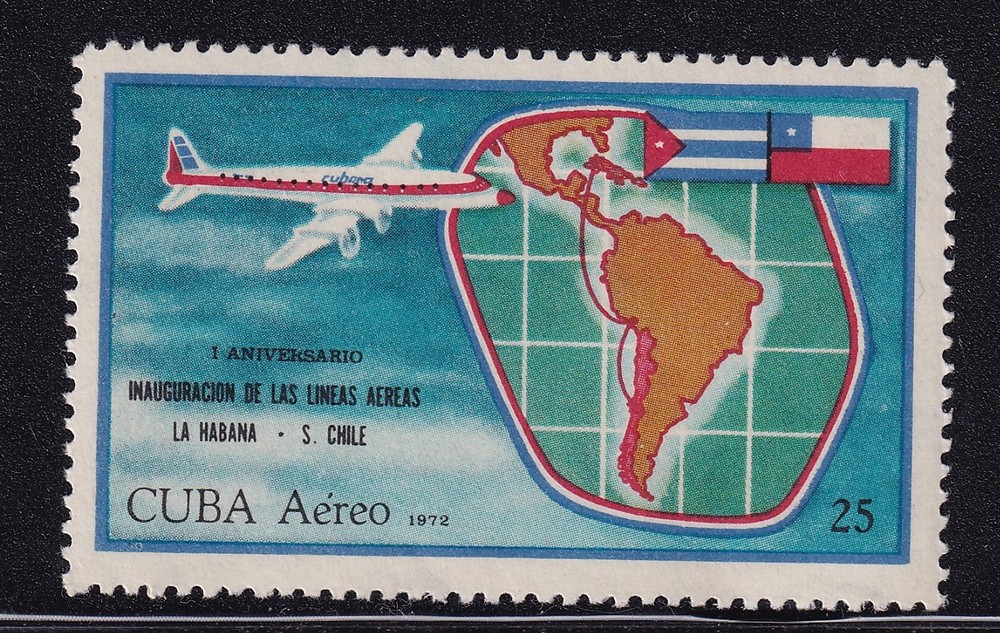 cubana
I ANIVERSARIO
INAUGURACION DE LAS LINEAS AEREAS
LA HABANA - S. CHILE
CUBA Aéreo 1972
25